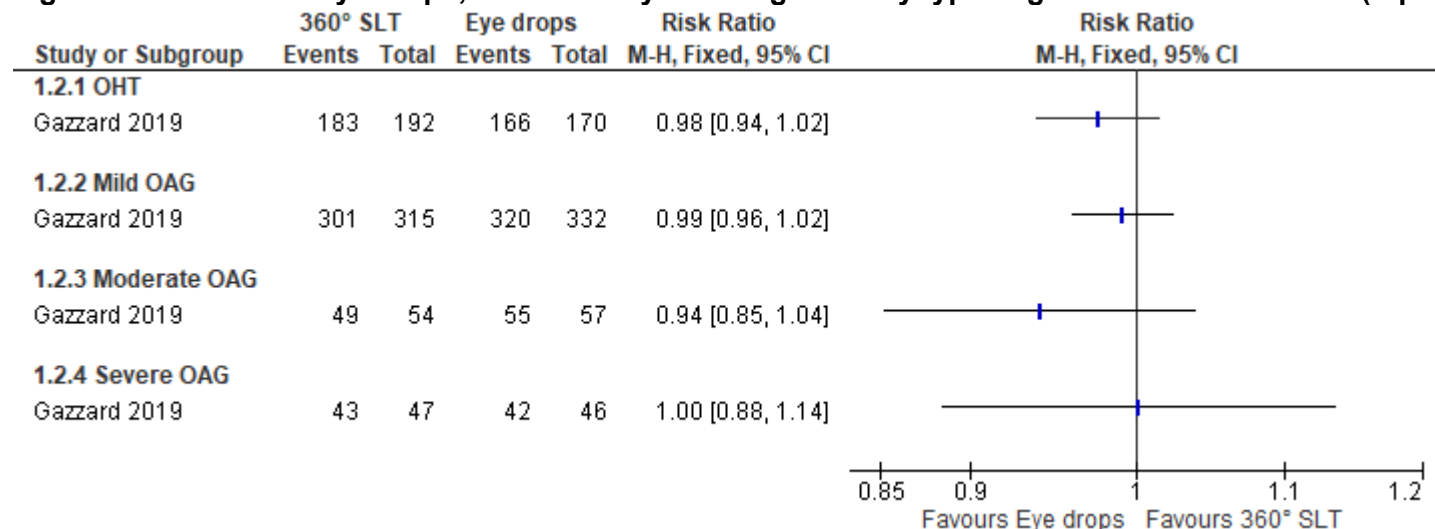 360° SLT Eye drops Risk Ratio Risk Ratio
Study or Subgroup Events Total Events Total M-H, Fixed, 95% CI M-H, Fixed, 95% CI
1.2.1 OHT
Gazzard 2019 183 192 166 170 0.98 [0.94, 1.02]
1.2.2 Mild OAG
Gazzard 2019 301 315 320 332 0.99 [0.96, 1.02]
1.2.3 Moderate OAG
Gazzard 2019 49 54 55 57 0.94 [0.85, 1.04]
1.2.4 Severe OAG
Gazzard 2019 43 47 42 46 1.00 [0.88, 1.14]
0.85 0.9 1 1.1 1.2
Favours Eye drops Favours 360° SLT